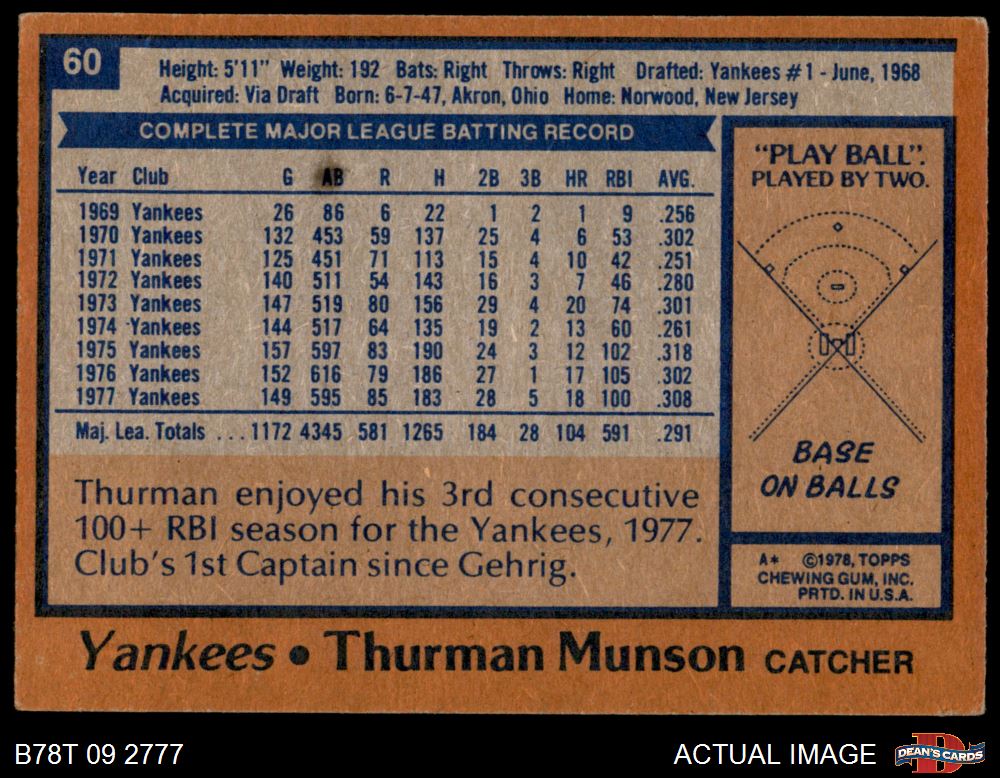 60
Height: 5'11" Weight: 192 Bats: Right Throws: Right Drafted: Yankees #1 - June, 1968
Acquired: Via Draft Born: 6-7-47, Akron, Ohio Home: Norwood, New Jersey
COMPLETE MAJOR LEAGUE BATTING RECORD
Year Club G AB R H 2B 3B HR RBI AVG.
1969 Yankees 26 86 6 22 1 2 1 9 .256
1970 Yankees 132 453 59 137 25 4 6 53 .302
1971 Yankees 125 451 71 113 15 4 10 42 .251
1972 Yankees 140 511 54 143 16 3 7 46 .280
1973 Yankees 147 519 80 156 29 4 20 74 .301
1974 Yankees 144 517 64 135 19 2 13 60 .261
1975 Yankees 157 597 83 190 24 3 12 102 .318
1976 Yankees 152 616 79 186 27 1 17 105 .302
1977 Yankees 149 595 85 183 28 5 18 100 .308
Maj. Lea. Totals ...1172 4345 581 1265 184 28 104 591 .291
Thurman enjoyed his 3rd consecutive
100+ RBI season for the Yankees, 1977.
Club's 1st Captain since Gehrig.
"PLAY BALL".
PLAYED BY TWO.
BASE
ON BALLS
A* ©1978, TOPPS
CHEWING GUM, INC.
PRTD. IN U.S.A.
Yankees • Thurman Munson CATCHER
B78T 09 2777
ACTUAL IMAGE
DEAN'S CARDS